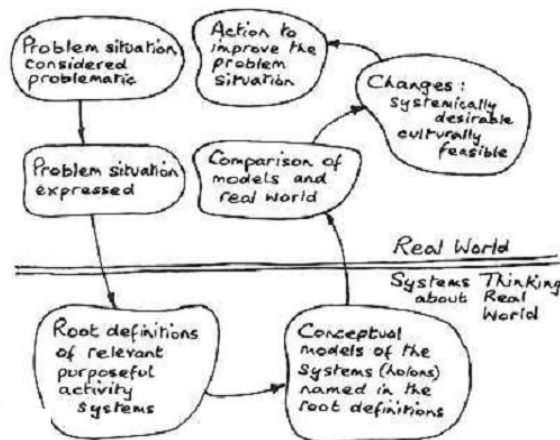 Problem situation
considered
problematic
Problem situation
expressed
Root definitions
of relevant
purposeful
activity
systems
Conceptual
models of the
systems (holons)
named in the
root definitions
Comparison of
models and
real world
Changes:
systemically
desirable
culturally
feasible
Action to
improve the
problem
situation
Real World
Systems Thinking
about Real
World